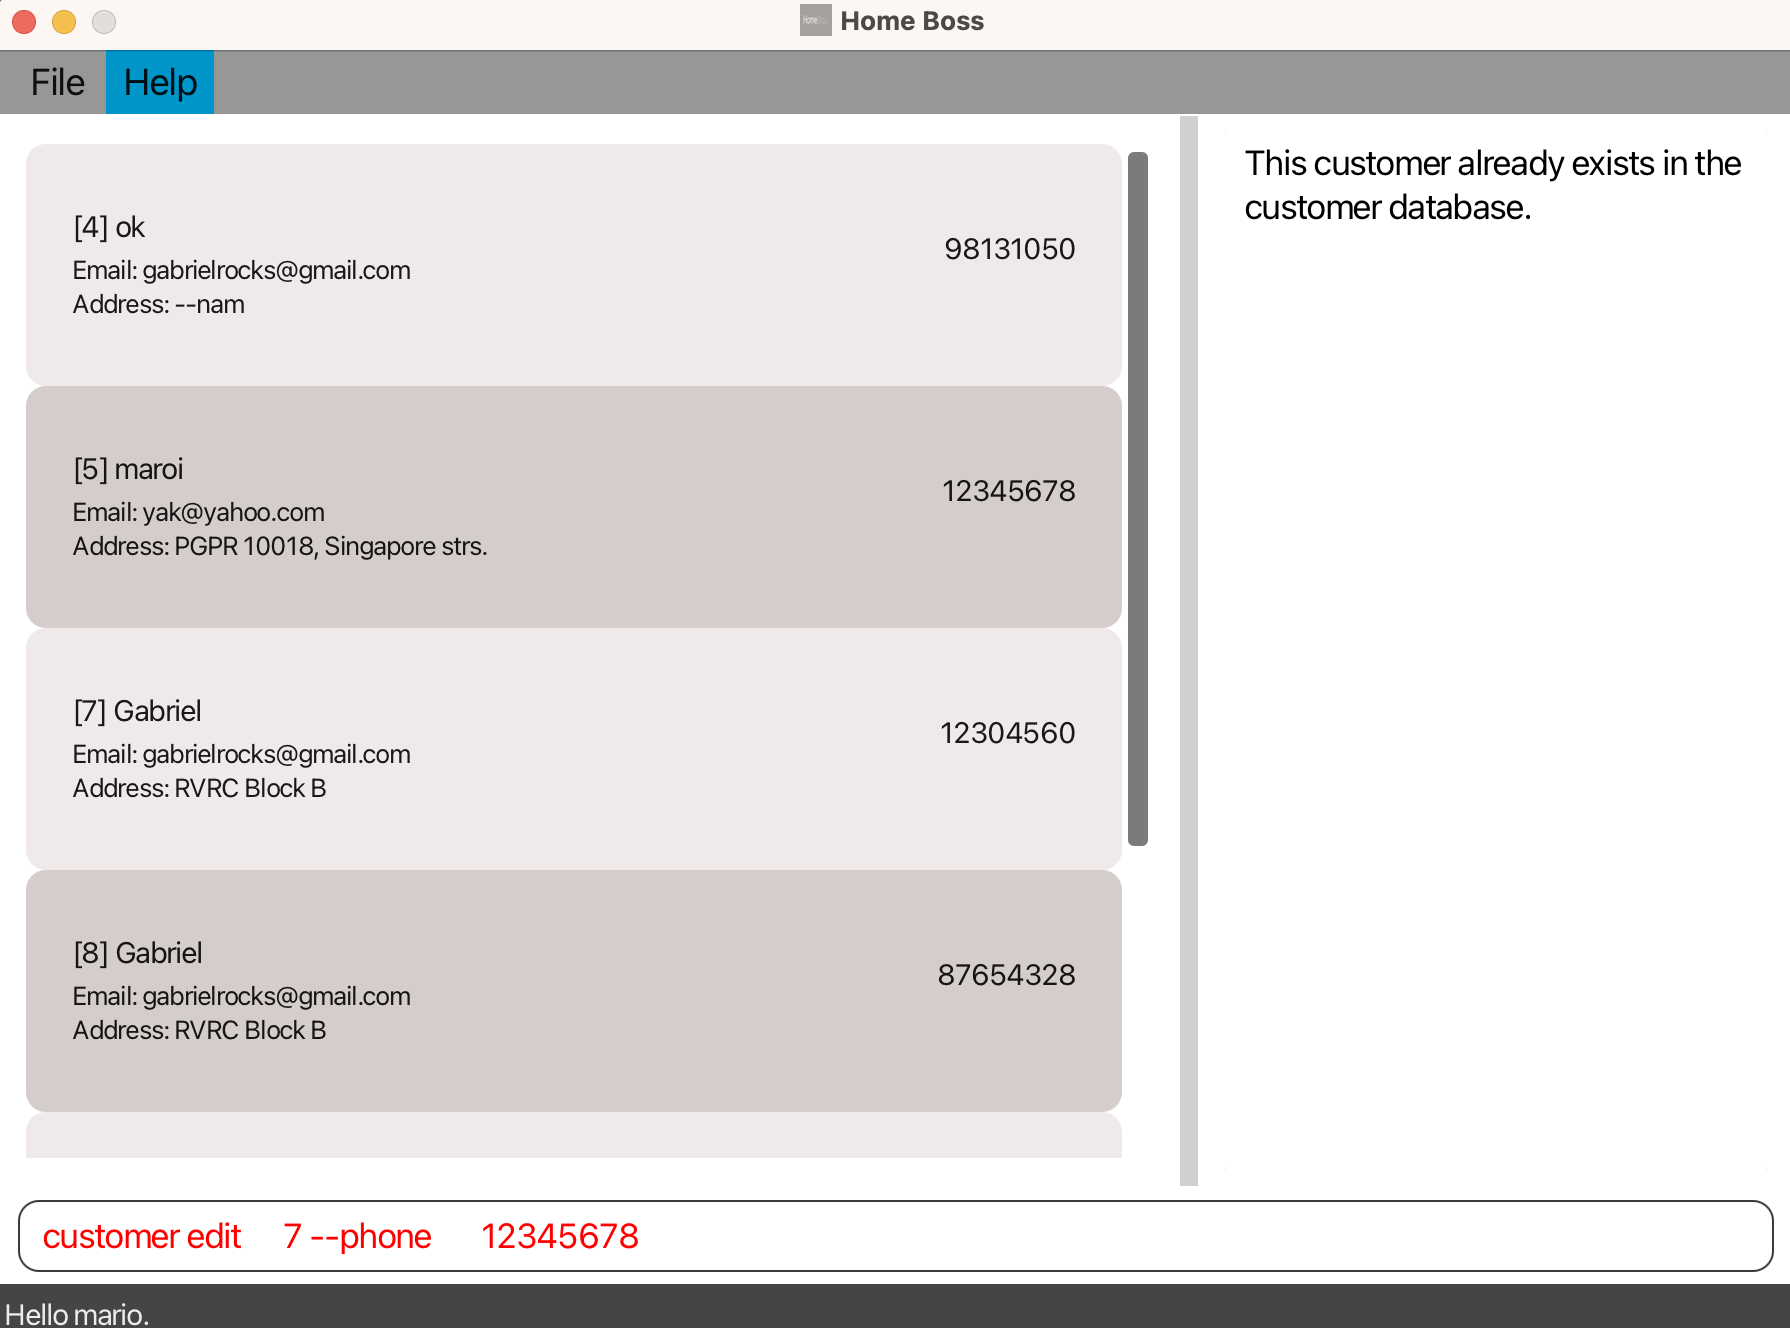 Home Boss
File Help
[4] ok
98131050
Email: gabrielrocks@gmail.com
Address: --nam
[5] maroi
12345678
Email: yak@yahoo.com
Address: PGPR 10018, Singapore strs.
[7] Gabriel
12304560
Email: gabrielrocks@gmail.com
Address: RVRC Block B
[8] Gabriel
87654328
Email: gabrielrocks@gmail.com
Address: RVRC Block B
This customer already exists in the
customer database.
customer edit 7 --phone 12345678
Hello mario.